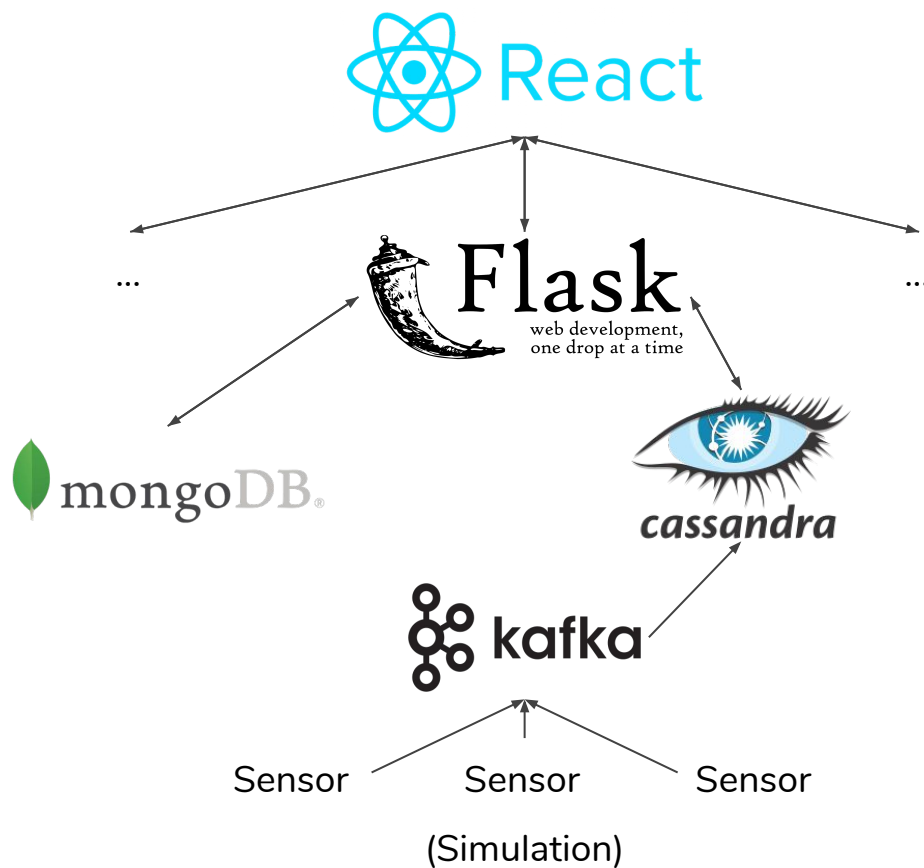 React
...
...
Flask
web development,
one drop at a time
mongoDB®
cassandra
kafka
Sensor
Sensor
Sensor
(Simulation)